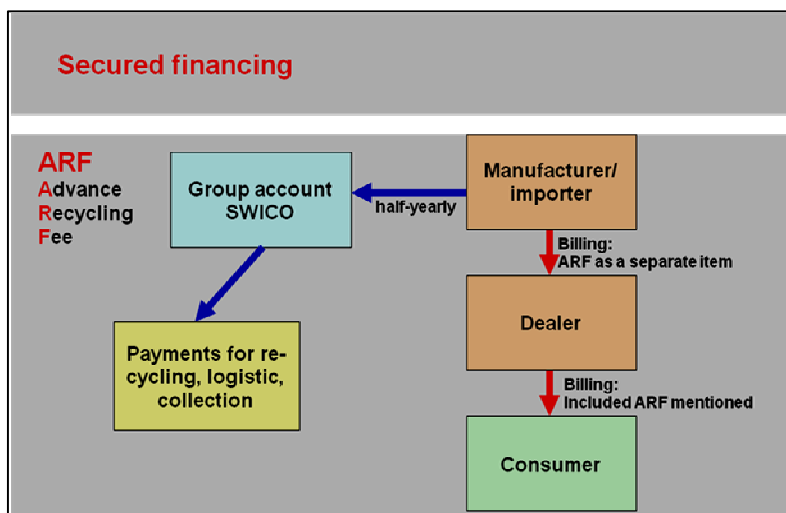 Secured financing
ARF
Advance
Recycling
Fee
Group account
SWICO
half-yearly
Manufacturer/
importer
Billing:
ARF as a separate item
Dealer
Payments for re-
cycling, logistic,
collection
Billing:
Included ARF mentioned
Consumer